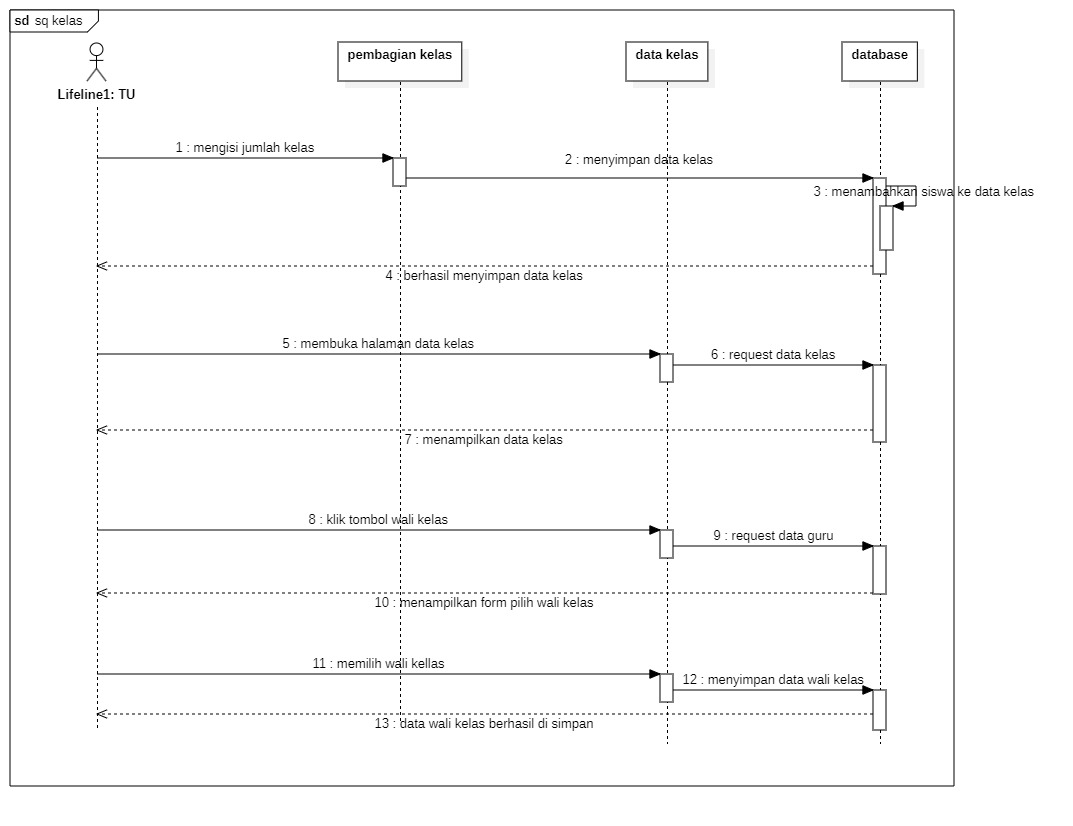 sd sq kelas
Lifeline1: TU
pembagian kelas
data kelas
database
1 : mengisi jumlah kelas
2 : menyimpan data kelas
3 : menambahkan siswa ke data kelas
4 : berhasil menyimpan data kelas
5 : membuka halaman data kelas
6 : request data kelas
7 : menampilkan data kelas
8 : klik tombol wali kelas
9 : request data guru
10 : menampilkan form pilih wali kelas
11 : memilih wali kellas
12 : menyimpan data wali kelas
13 : data wali kelas berhasil di simpan